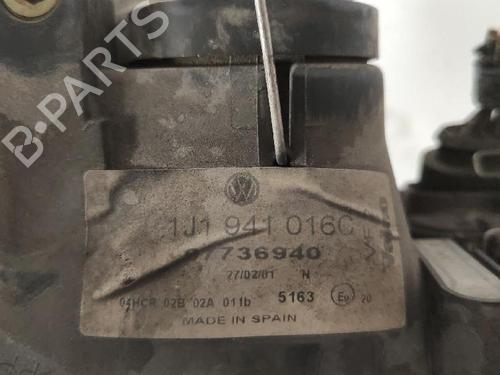 B-PARTS
1J1 941 016C
87736940
27/02/01 N
04HCR 02B 02A 011b 5163 E9 20
MADE IN SPAIN